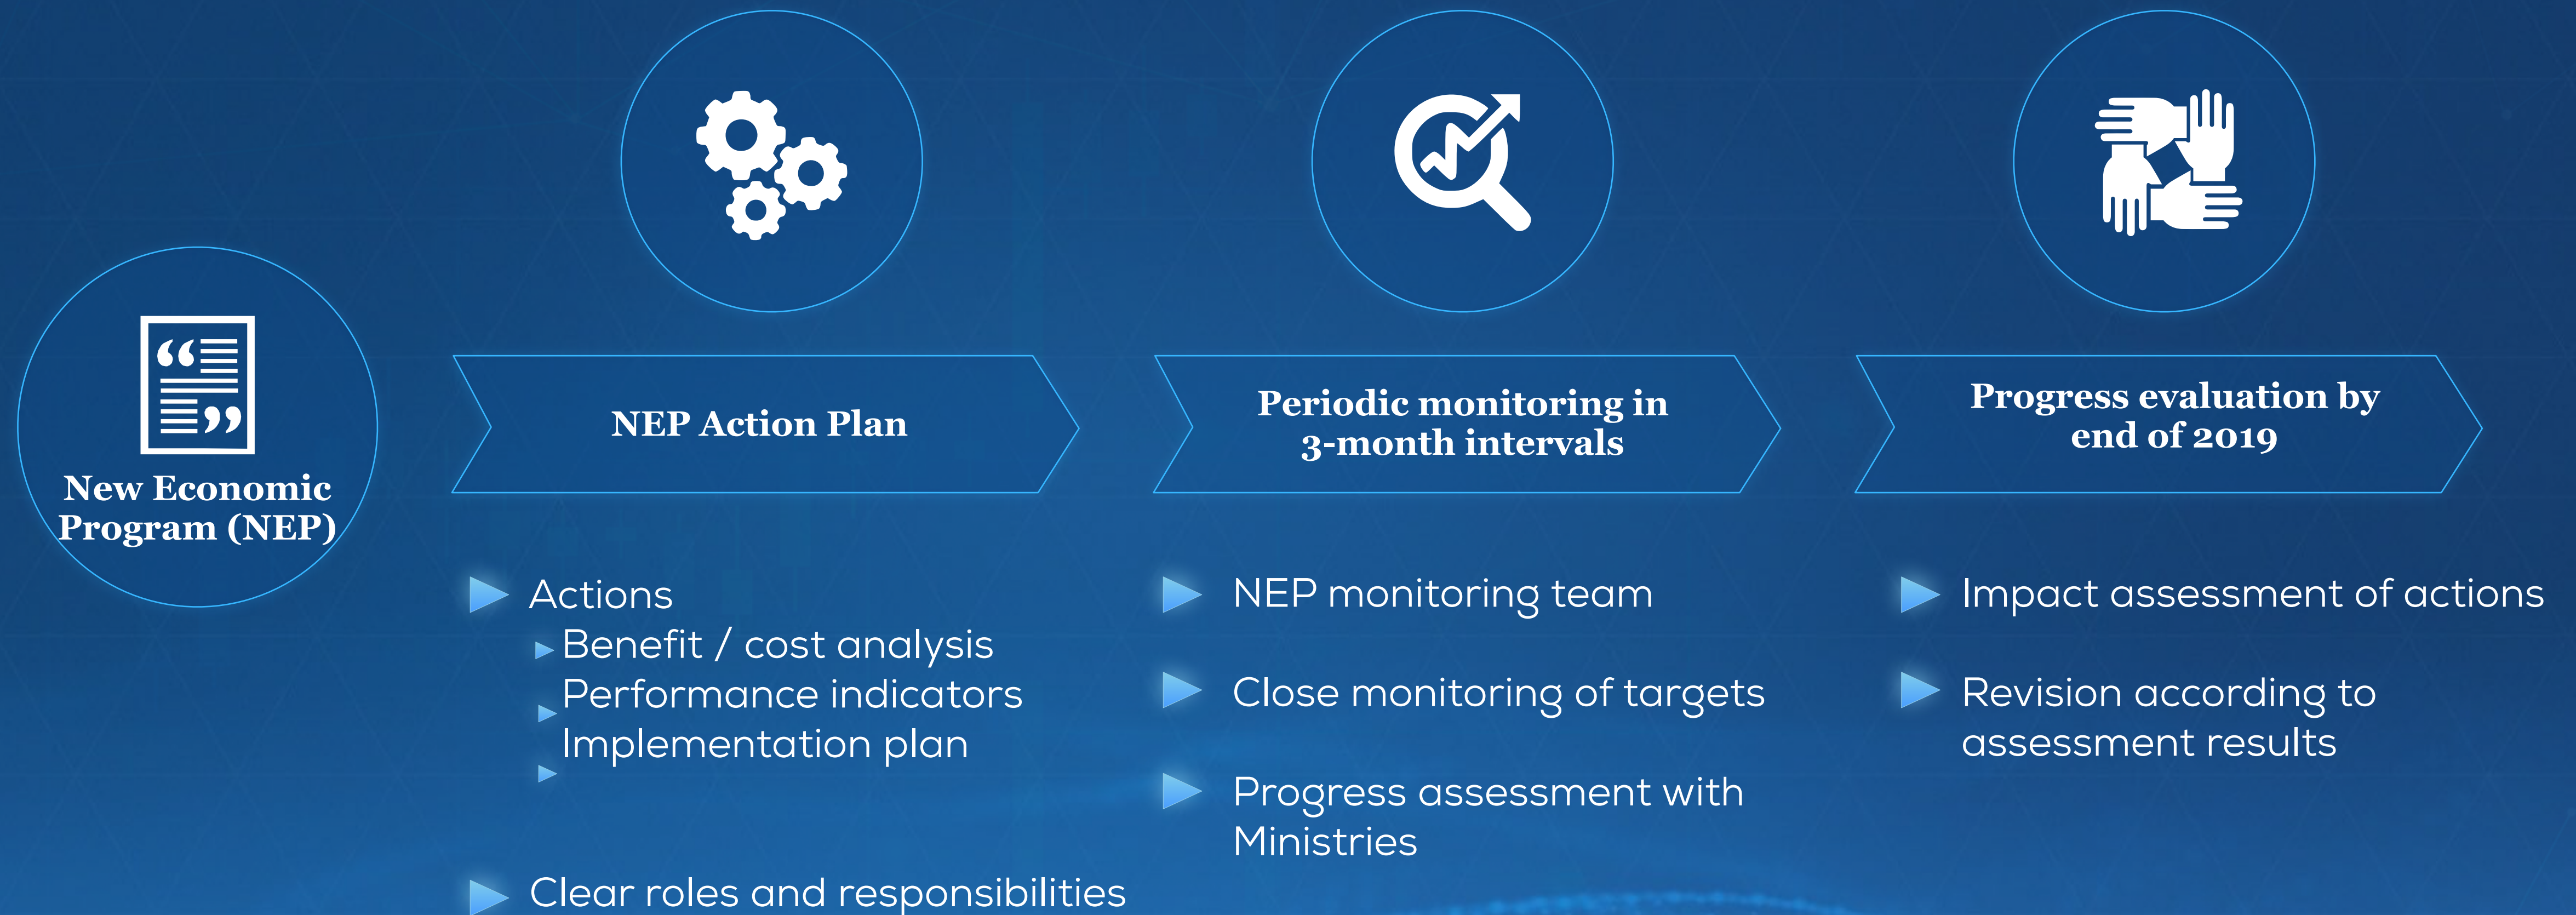 New Economic
Program (NEP)
NEP Action Plan
Actions
Benefit / cost analysis
Performance indicators
Implementation plan
Clear roles and responsibilities
Periodic monitoring in
3-month intervals
NEP monitoring team
Close monitoring of targets
Progress assessment with
Ministries
Progress evaluation by
end of 2019
Impact assessment of actions
Revision according to
assessment results